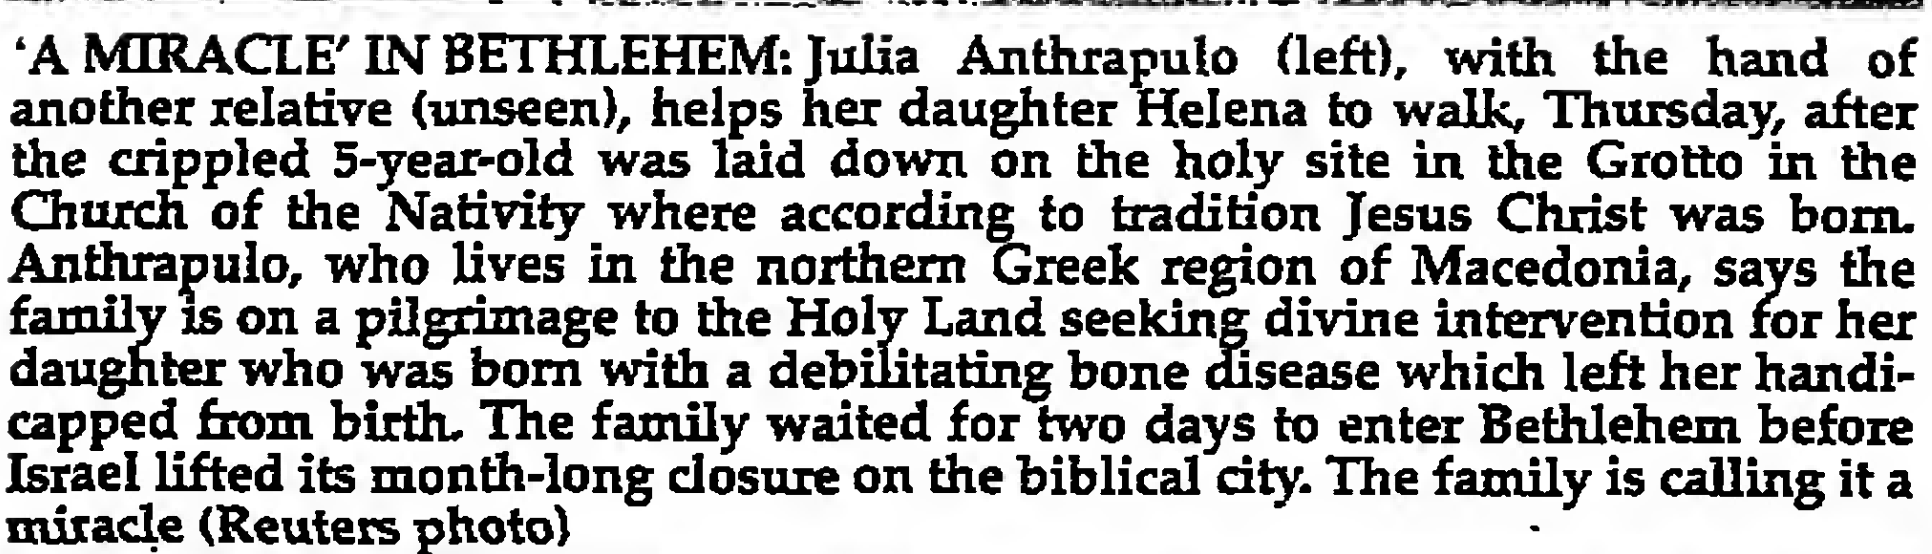 ‘A MIRACLE’ IN BETHLEHEM: Julia Anthrapulo (left), with the hand of
another relative (unseen), helps her daughter Helena to walk, Thursday, after
the crippled 5-year-old was laid down on the holy site in the Grotto in the
Church of the Nativity where according to tradition Jesus Christ was born.
Anthrapulo, who lives in the northern Greek region of Macedonia, says the
family is on a pilgrimage to the Holy Land seeking divine intervention for her
daughter who was born with a debilitating bone disease which left her handi-
capped from birth. The family waited for two days to enter Bethlehem before
Israel lifted its month-long closure on the biblical city. The family is calling it a
miracle (Reuters photo)